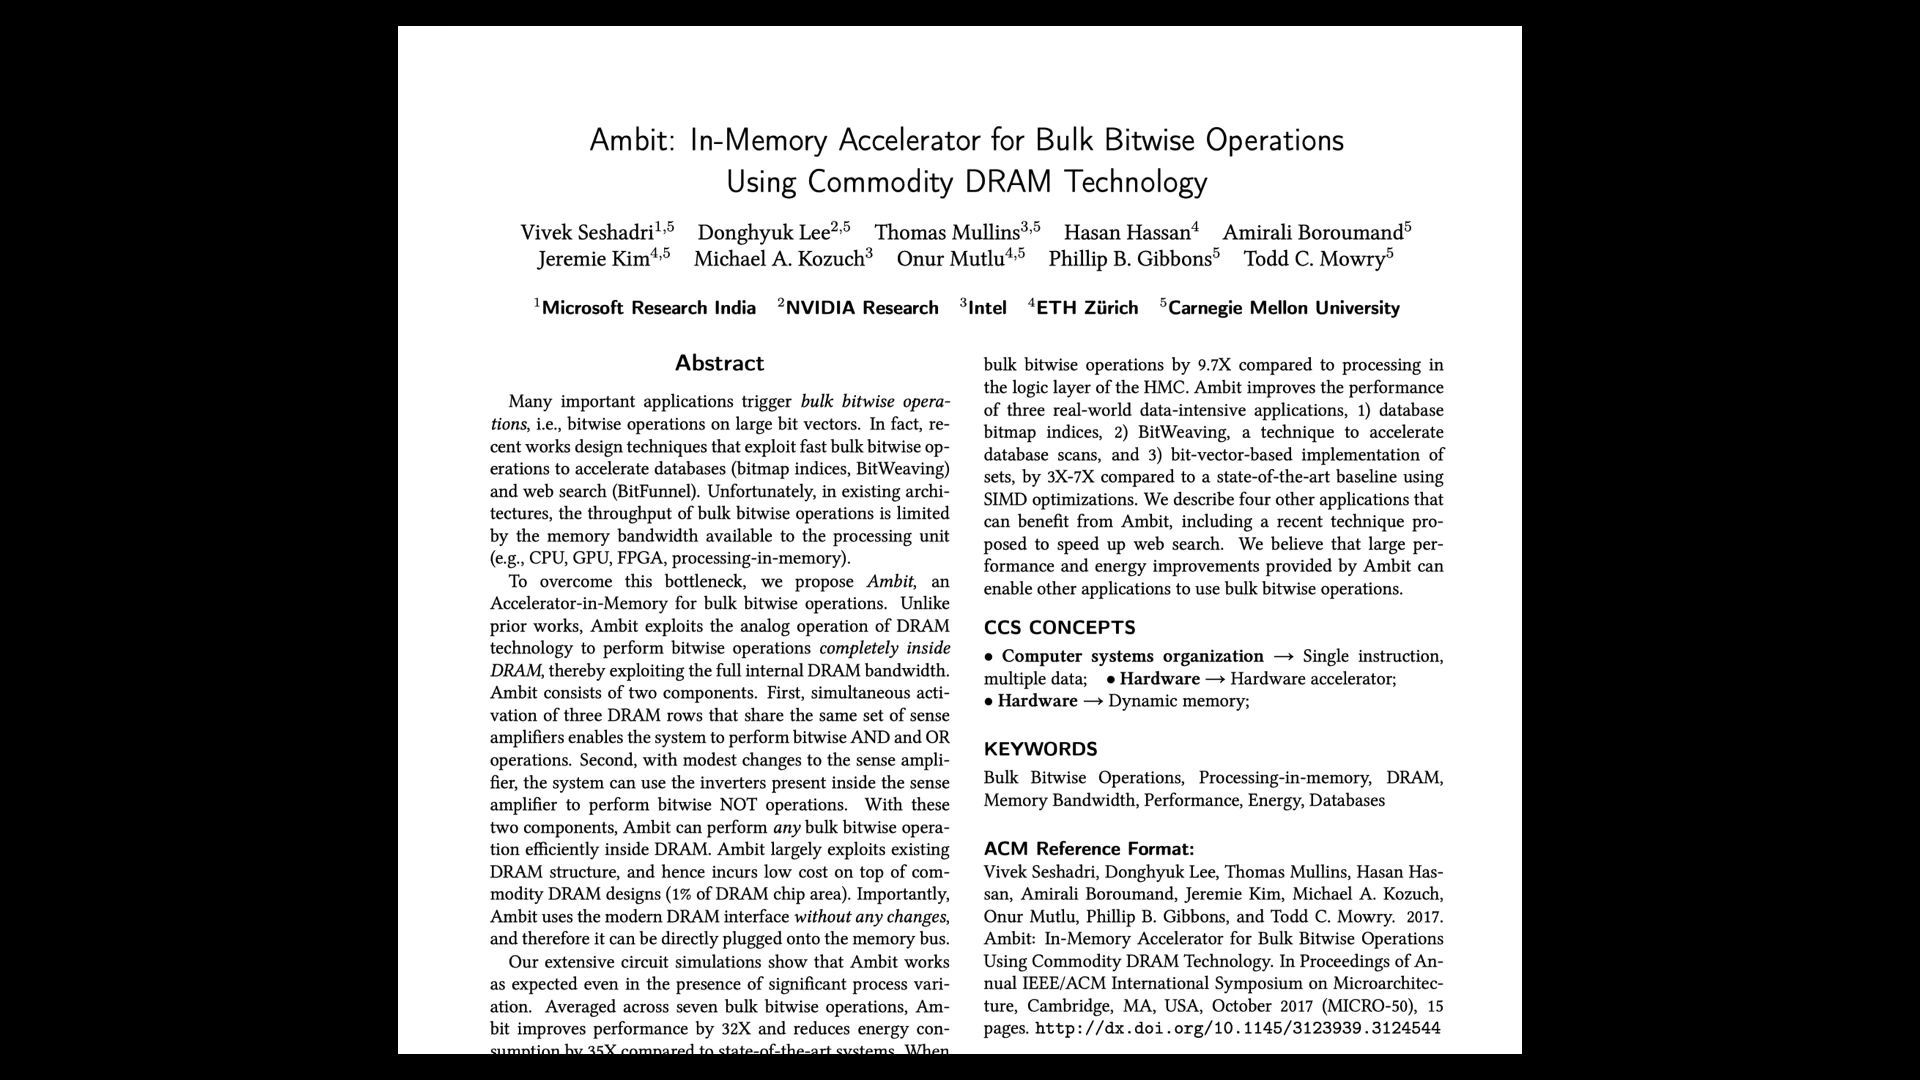 Ambit: In-Memory Accelerator for Bulk Bitwise Operations
Using Commodity DRAM Technology
Vivek Seshadri1,5 Donghyuk Lee2,5 Thomas Mullins3,5 Hasan Hassan4 Amirali Boroumand5
Jeremie Kim4,5 Michael A. Kozuch3 Onur Mutlu4,5 Phillip B. Gibbons5 Todd C. Mowry5
1Microsoft Research India 2NVIDIA Research 3Intel 4ETH Zürich 5Carnegie Mellon University
Abstract
Many important applications trigger bulk bitwise opera-
tions, i.e., bitwise operations on large bit vectors. In fact, re-
cent works design techniques that exploit fast bulk bitwise op-
erations to accelerate databases (bitmap indices, BitWeaving)
and web search (BitFunnel). Unfortunately, in existing archi-
tectures, the throughput of bulk bitwise operations is limited
by the memory bandwidth available to the processing unit
(e.g., CPU, GPU, FPGA, processing-in-memory).
To overcome this bottleneck, we propose Ambit, an
Accelerator-in-Memory for bulk bitwise operations. Unlike
prior works, Ambit exploits the analog operation of DRAM
technology to perform bitwise operations completely inside
DRAM, thereby exploiting the full internal DRAM bandwidth.
Ambit consists of two components. First, simultaneous acti-
vation of three DRAM rows that share the same set of sense
amplifiers enables the system to perform bitwise AND and OR
operations. Second, with modest changes to the sense ampli-
fier, the system can use the inverters present inside the sense
amplifier to perform bitwise NOT operations. With these
two components, Ambit can perform any bulk bitwise opera-
tion efficiently inside DRAM. Ambit largely exploits existing
DRAM structure, and hence incurs low cost on top of com-
modity DRAM designs (1% of DRAM chip area). Importantly,
Ambit uses the modern DRAM interface without any changes,
and therefore it can be directly plugged onto the memory bus.
Our extensive circuit simulations show that Ambit works
as expected even in the presence of significant process vari-
ation. Averaged across seven bulk bitwise operations, Am-
bit improves performance by 32X and reduces energy con-
sumption by 35X compared to state-of-the-art systems. When
bulk bitwise operations by 9.7X compared to processing in
the logic layer of the HMC. Ambit improves the performance
of three real-world data-intensive applications, 1) database
bitmap indices, 2) BitWeaving, a technique to accelerate
database scans, and 3) bit-vector-based implementation of
sets, by 3X-7X compared to a state-of-the-art baseline using
SIMD optimizations. We describe four other applications that
can benefit from Ambit, including a recent technique pro-
posed to speed up web search. We believe that large per-
formance and energy improvements provided by Ambit can
enable other applications to use bulk bitwise operations.
CCS CONCEPTS
• Computer systems organization → Single instruction,
multiple data; • Hardware → Hardware accelerator;
• Hardware → Dynamic memory;
KEYWORDS
Bulk Bitwise Operations, Processing-in-memory, DRAM,
Memory Bandwidth, Performance, Energy, Databases
ACM Reference Format:
Vivek Seshadri, Donghyuk Lee, Thomas Mullins, Hasan Has-
san, Amirali Boroumand, Jeremie Kim, Michael A. Kozuch,
Onur Mutlu, Phillip B. Gibbons, and Todd C. Mowry. 2017.
Ambit: In-Memory Accelerator for Bulk Bitwise Operations
Using Commodity DRAM Technology. In Proceedings of An-
nual IEEE/ACM International Symposium on Microarchitec-
ture, Cambridge, MA, USA, October 2017 (MICRO-50), 15
pages. http://dx.doi.org/10.1145/3123939.3124544